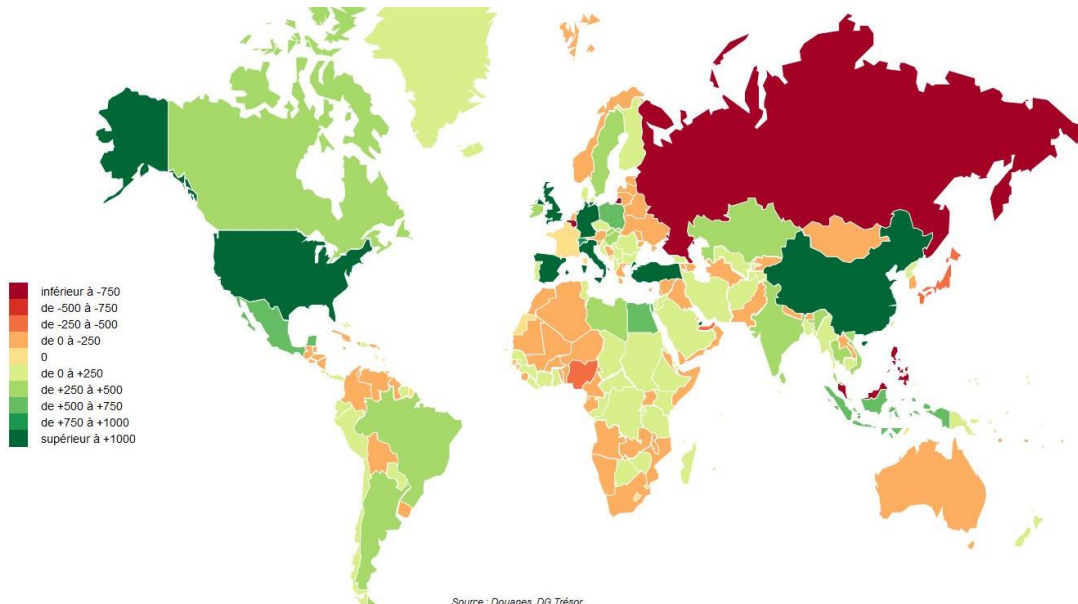 inférieur à -750
de -500 à -750
de -250 à -500
de 0 à -250
0
de 0 à +250
de +250 à +500
de +500 à +750
de +750 à +1000
supérieur à +1000
Source : Douanes, DG Trésor